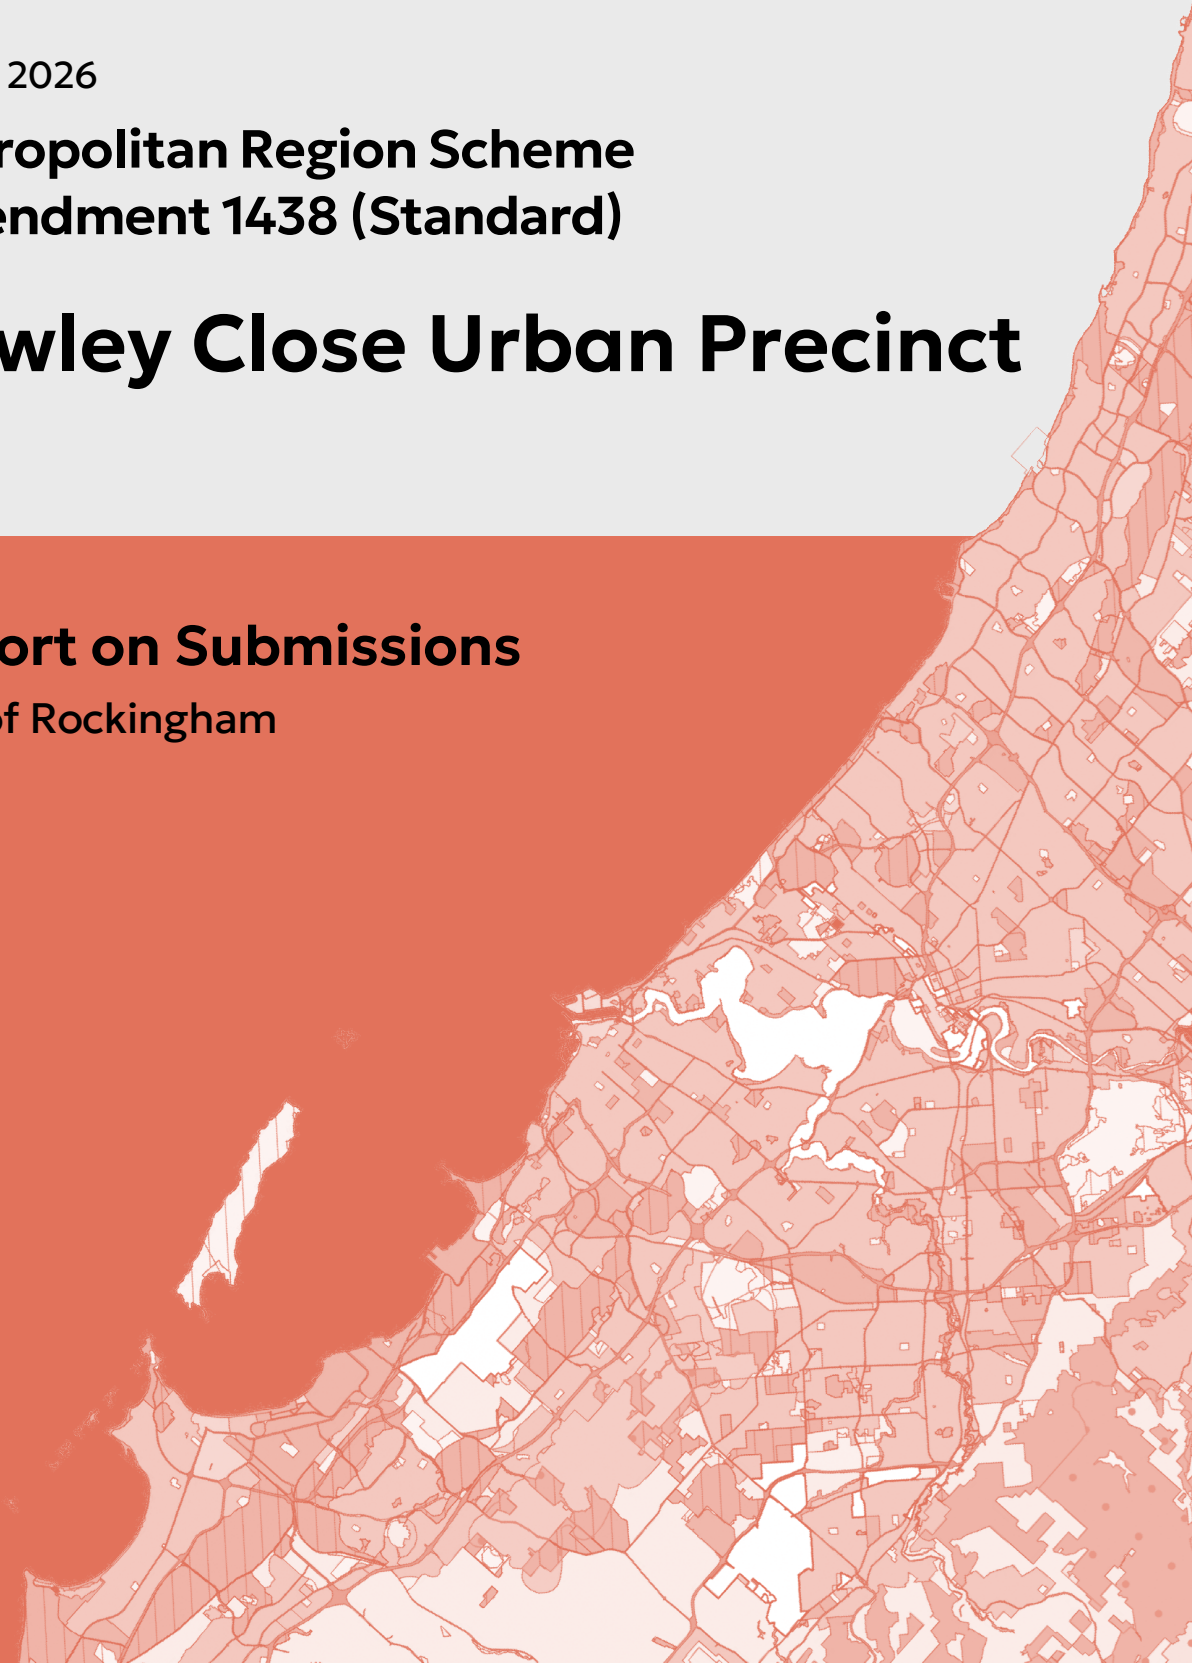 2026
ropolitan Region Scheme
endment 1438 (Standard)
wley Close Urban Precinct
ort on Submissions
of Rockingham